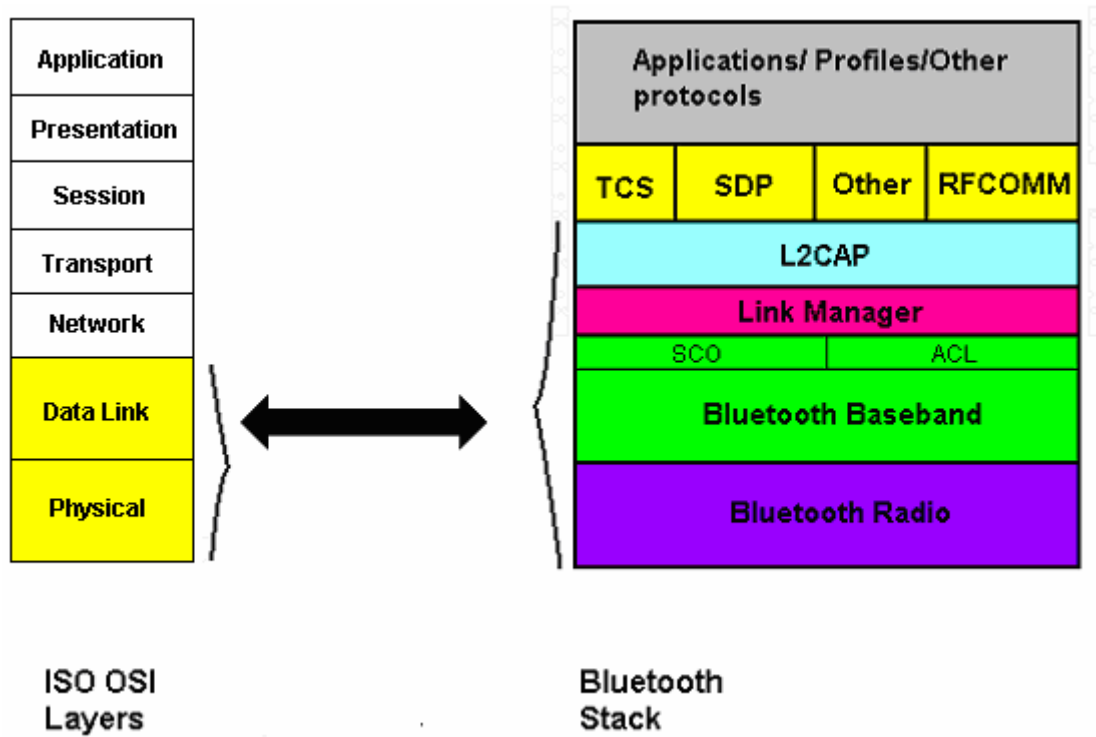 Application
Presentation
Session
Transport
Network
Data Link
Physical
ISO OSI
Layers
Applications/ Profiles/Other
protocols
TCS SDP Other RFCOMM
L2CAP
Link Manager
SCO ACL
Bluetooth Baseband
Bluetooth Radio
Bluetooth
Stack